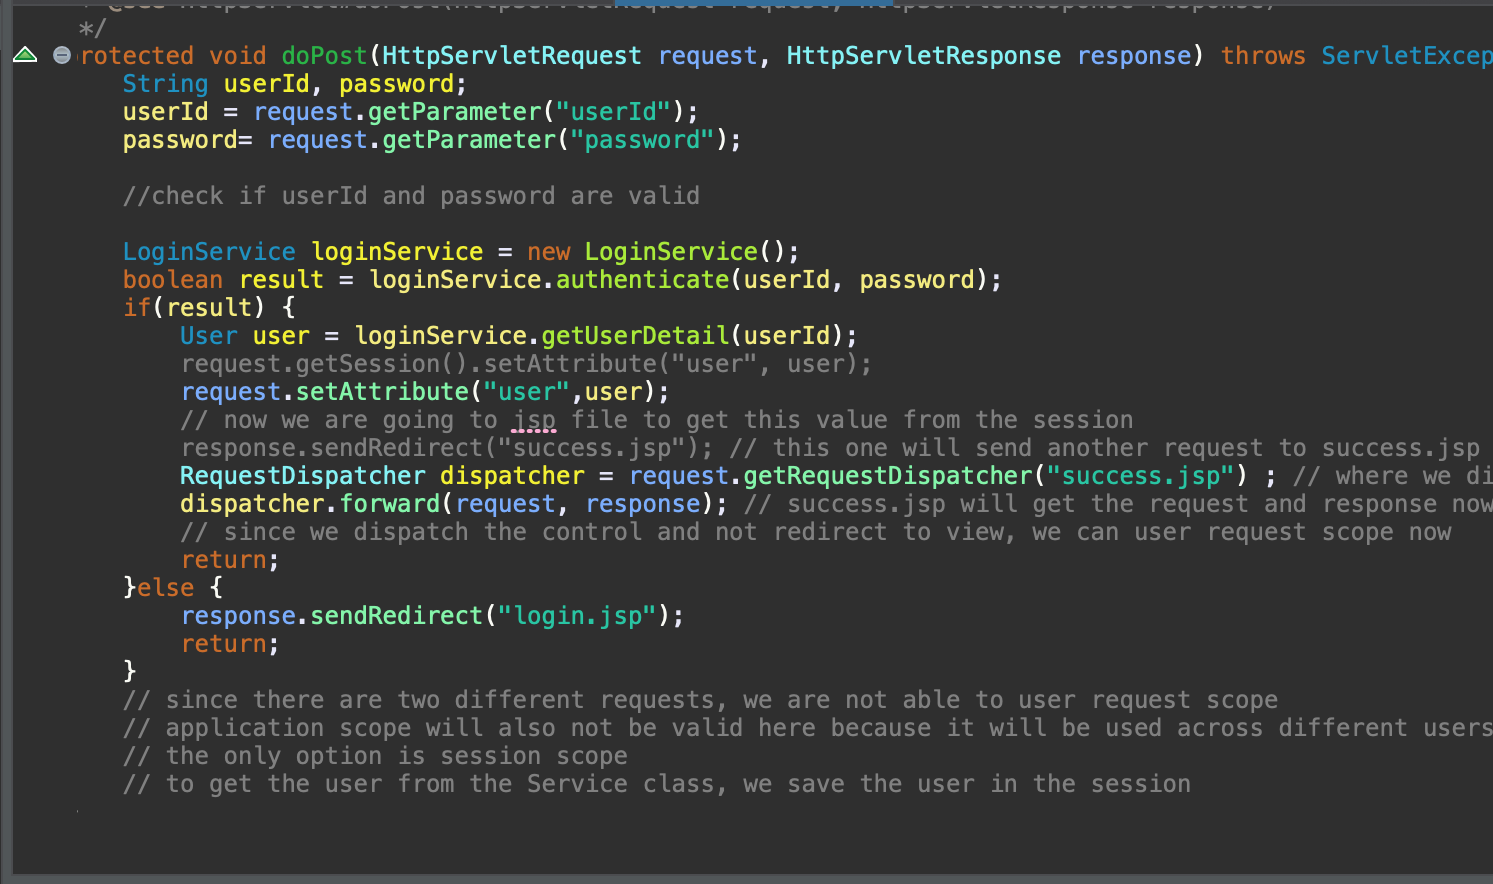 */
rotected void doPost(HttpServletRequest request, HttpServletResponse response) throws ServletExcep
String userId, password;
userId = request.getParameter("userId");
password= request.getParameter("password");
//check if userId and password are valid
LoginService loginService = new LoginService();
boolean result = loginService.authenticate(userId, password);
if(result) {
User user = loginService.getUserDetail(userId);
request.getSession().setAttribute("user", user);
request.setAttribute("user",user);
// now we are going to jsp file to get this value from the session
response.sendRedirect("success.jsp"); // this one will send another request to success.jsp
RequestDispatcher dispatcher = request.getRequestDispatcher("success.jsp") ; // where we di
dispatcher.forward(request, response); // success.jsp will get the request and response now
// since we dispatch the control and not redirect to view, we can user request scope now
return;
}else {
response.sendRedirect("login.jsp");
return;
}
// since there are two different requests, we are not able to user request scope
// application scope will also not be valid here because it will be used across different users
// the only option is session scope
// to get the user from the Service class, we save the user in the session